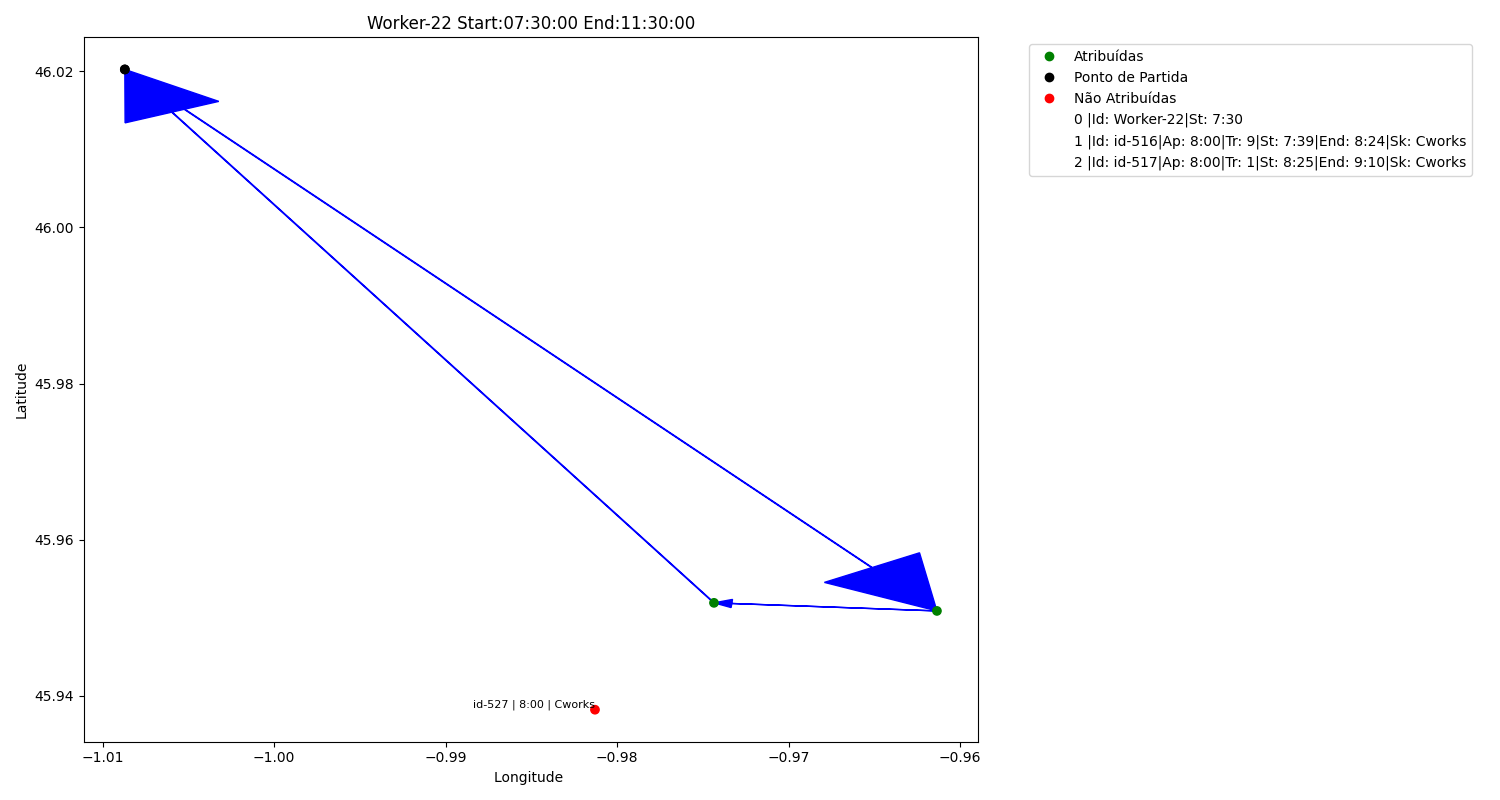 Worker-22 Start:07:30:00 End:11:30:00
46.02
46.00
45.98
45.96
45.94
Latitude
−1.01
−1.00
−0.99
−0.98
−0.97
−0.96
Longitude
id-527 | 8:00 | Cworks
Atribuídas
Ponto de Partida
Não Atribuídas
0 |Id: Worker-22|St: 7:30
1 |Id: id-516|Ap: 8:00|Tr: 9|St: 7:39|End: 8:24|Sk: Cworks
2 |Id: id-517|Ap: 8:00|Tr: 1|St: 8:25|End: 9:10|Sk: Cworks